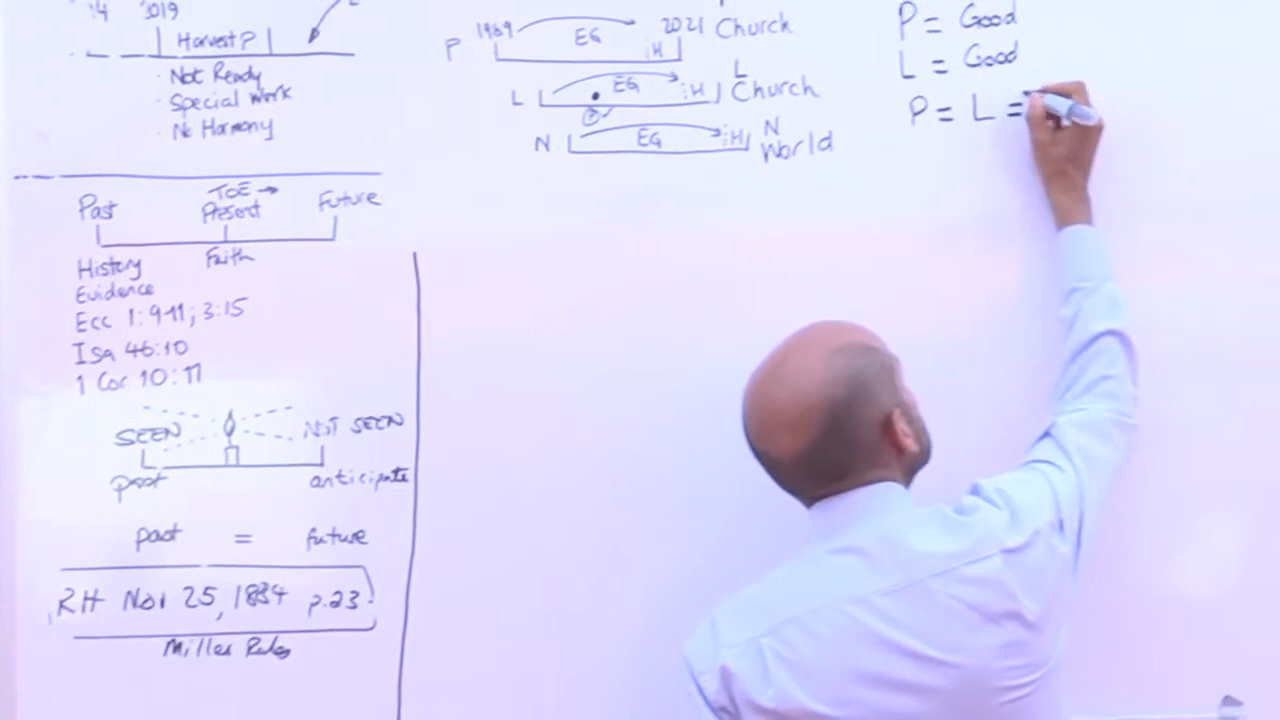 Harvest P
· Not Ready
· Special Work
· No Harmony
Past
TOE →
Present
Future
History
Faith
Evidence
Ecc 1:9-11; 3:15
Isa 46:10
1 Cor 10:11
SEEN
NOT SEEN
past
anticipate
past = future
RH Nov 25, 1884 p.23
Miller Rules
P 1989 EG H 2021 Church
L EG H L Church
P
N EG H N World
P = Good
L = Good
P = L =